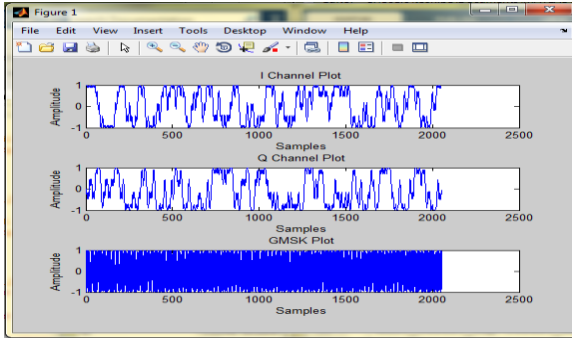 Figure 1
File Edit View Insert Tools Desktop Window Help
I Channel Plot
Amplitude
1
0
-1
0 500 1000 1500 2000 2500
Samples
Q Channel Plot
Amplitude
1
0
-1
0 500 1000 1500 2000 2500
Samples
GMSK Plot
Amplitude
1
0
-1
0 500 1000 1500 2000 2500
Samples